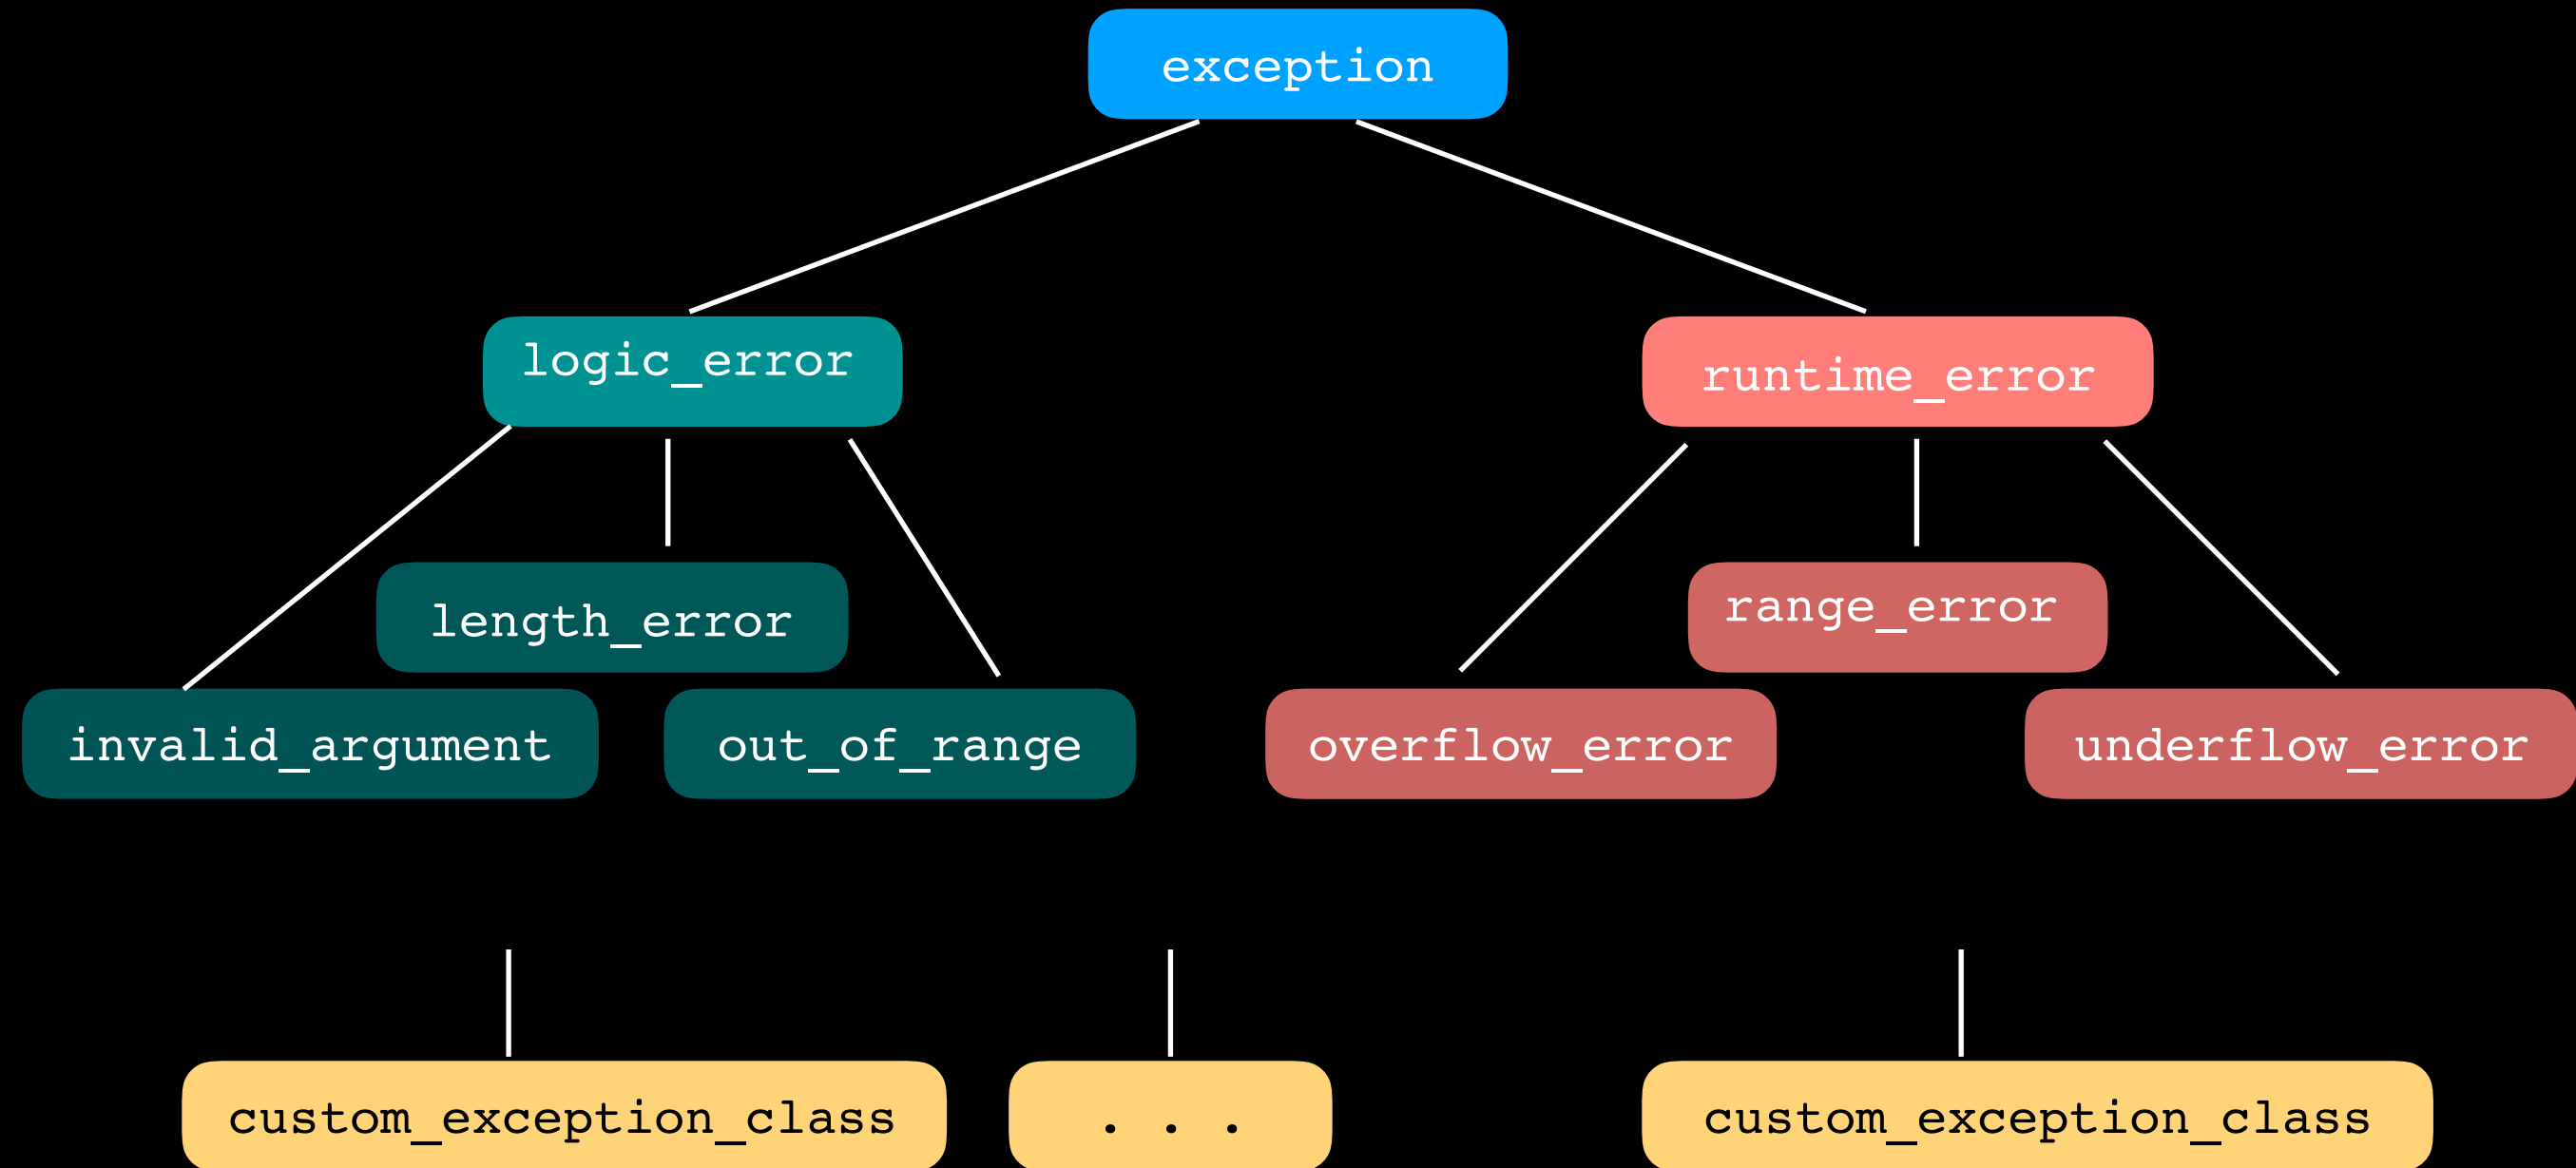 exception
logic_error
runtime_error
length_error
range_error
invalid_argument
out_of_range
overflow_error
underflow_error
custom_exception_class
. . .
custom_exception_class